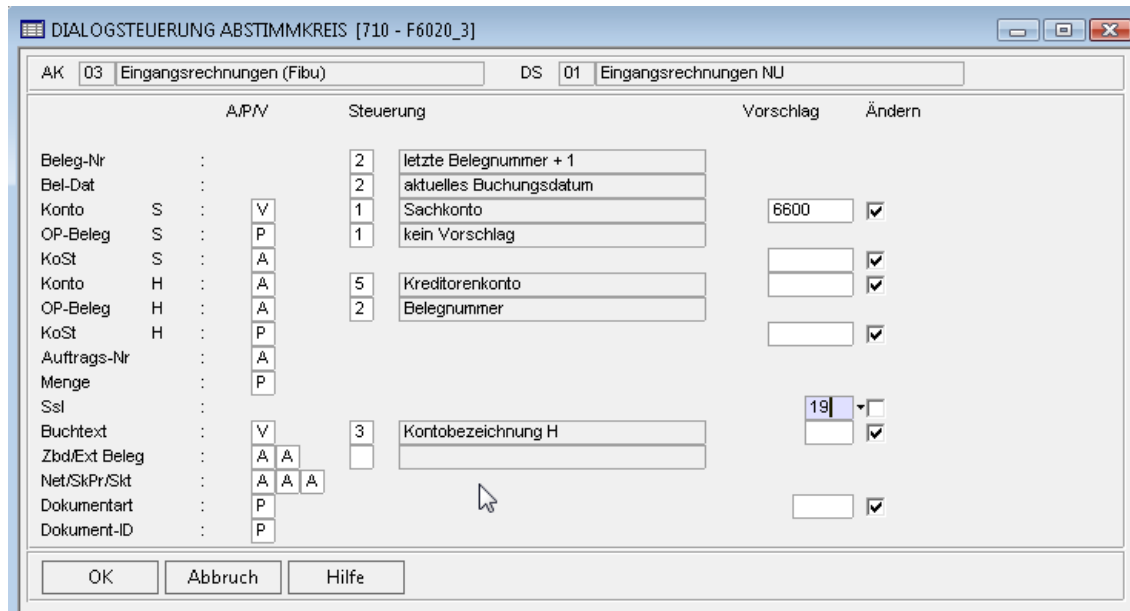 DIALOGSTEUERUNG ABSTIMMKREIS [710 - F6020_3]
AK 03 Eingangsrechnungen (Fibu) DS 01 Eingangsrechnungen NU
A/P/V Steuerung Vorschlag Ändern
Beleg-Nr : 2 letzte Belegnummer + 1
Bel-Dat : 2 aktuelles Buchungsdatum
Konto S : V 1 Sachkonto 6600
OP-Beleg S : P 1 kein Vorschlag
KoSt S : A
Konto H : A 5 Kreditorenkonto
OP-Beleg H : A 2 Belegnummer
KoSt H : P
Auftrags-Nr : A
Menge : P
Ssl : 19
Buchtext : V 3 Kontobezeichnung H
Zbd/Ext Beleg : A A
Net/SkPr/Skt : A A A
Dokumentart : P
Dokument-ID : P
OK Abbruch Hilfe